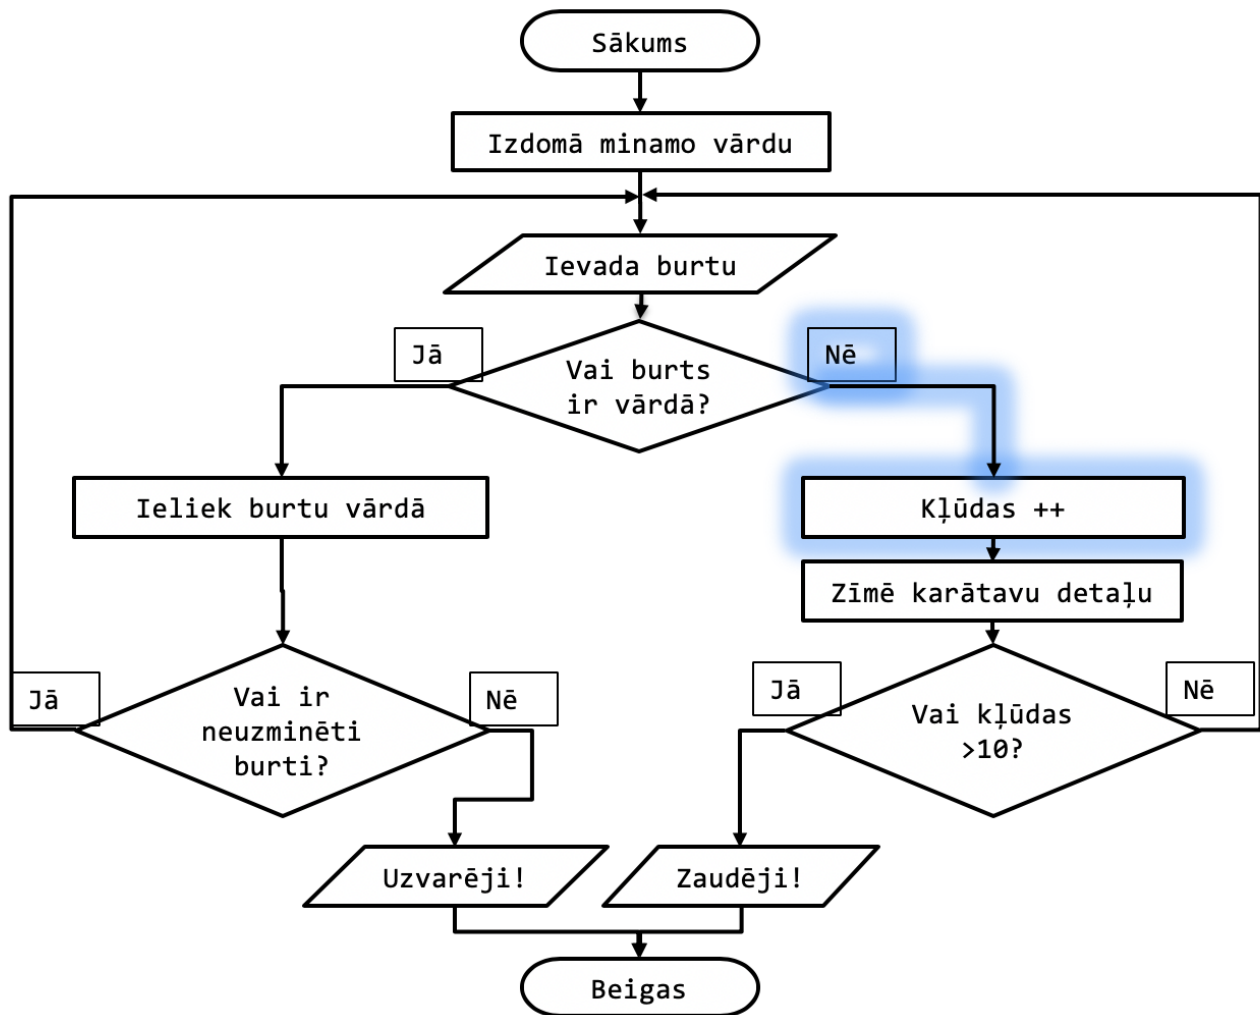 Sākums
Izdomā minamo vārdu
Ievada burtu
Jā
Vai burts
ir vārdā?
Nē
Ieliek burtu vārdā
Kļūdas ++
Zīmē karātavu detaļu
Jā
Vai ir
neuzminēti
burti?
Nē
Jā
Vai kļūdas
>10?
Nē
Uzvarēji!
Zaudēji!
Beigas